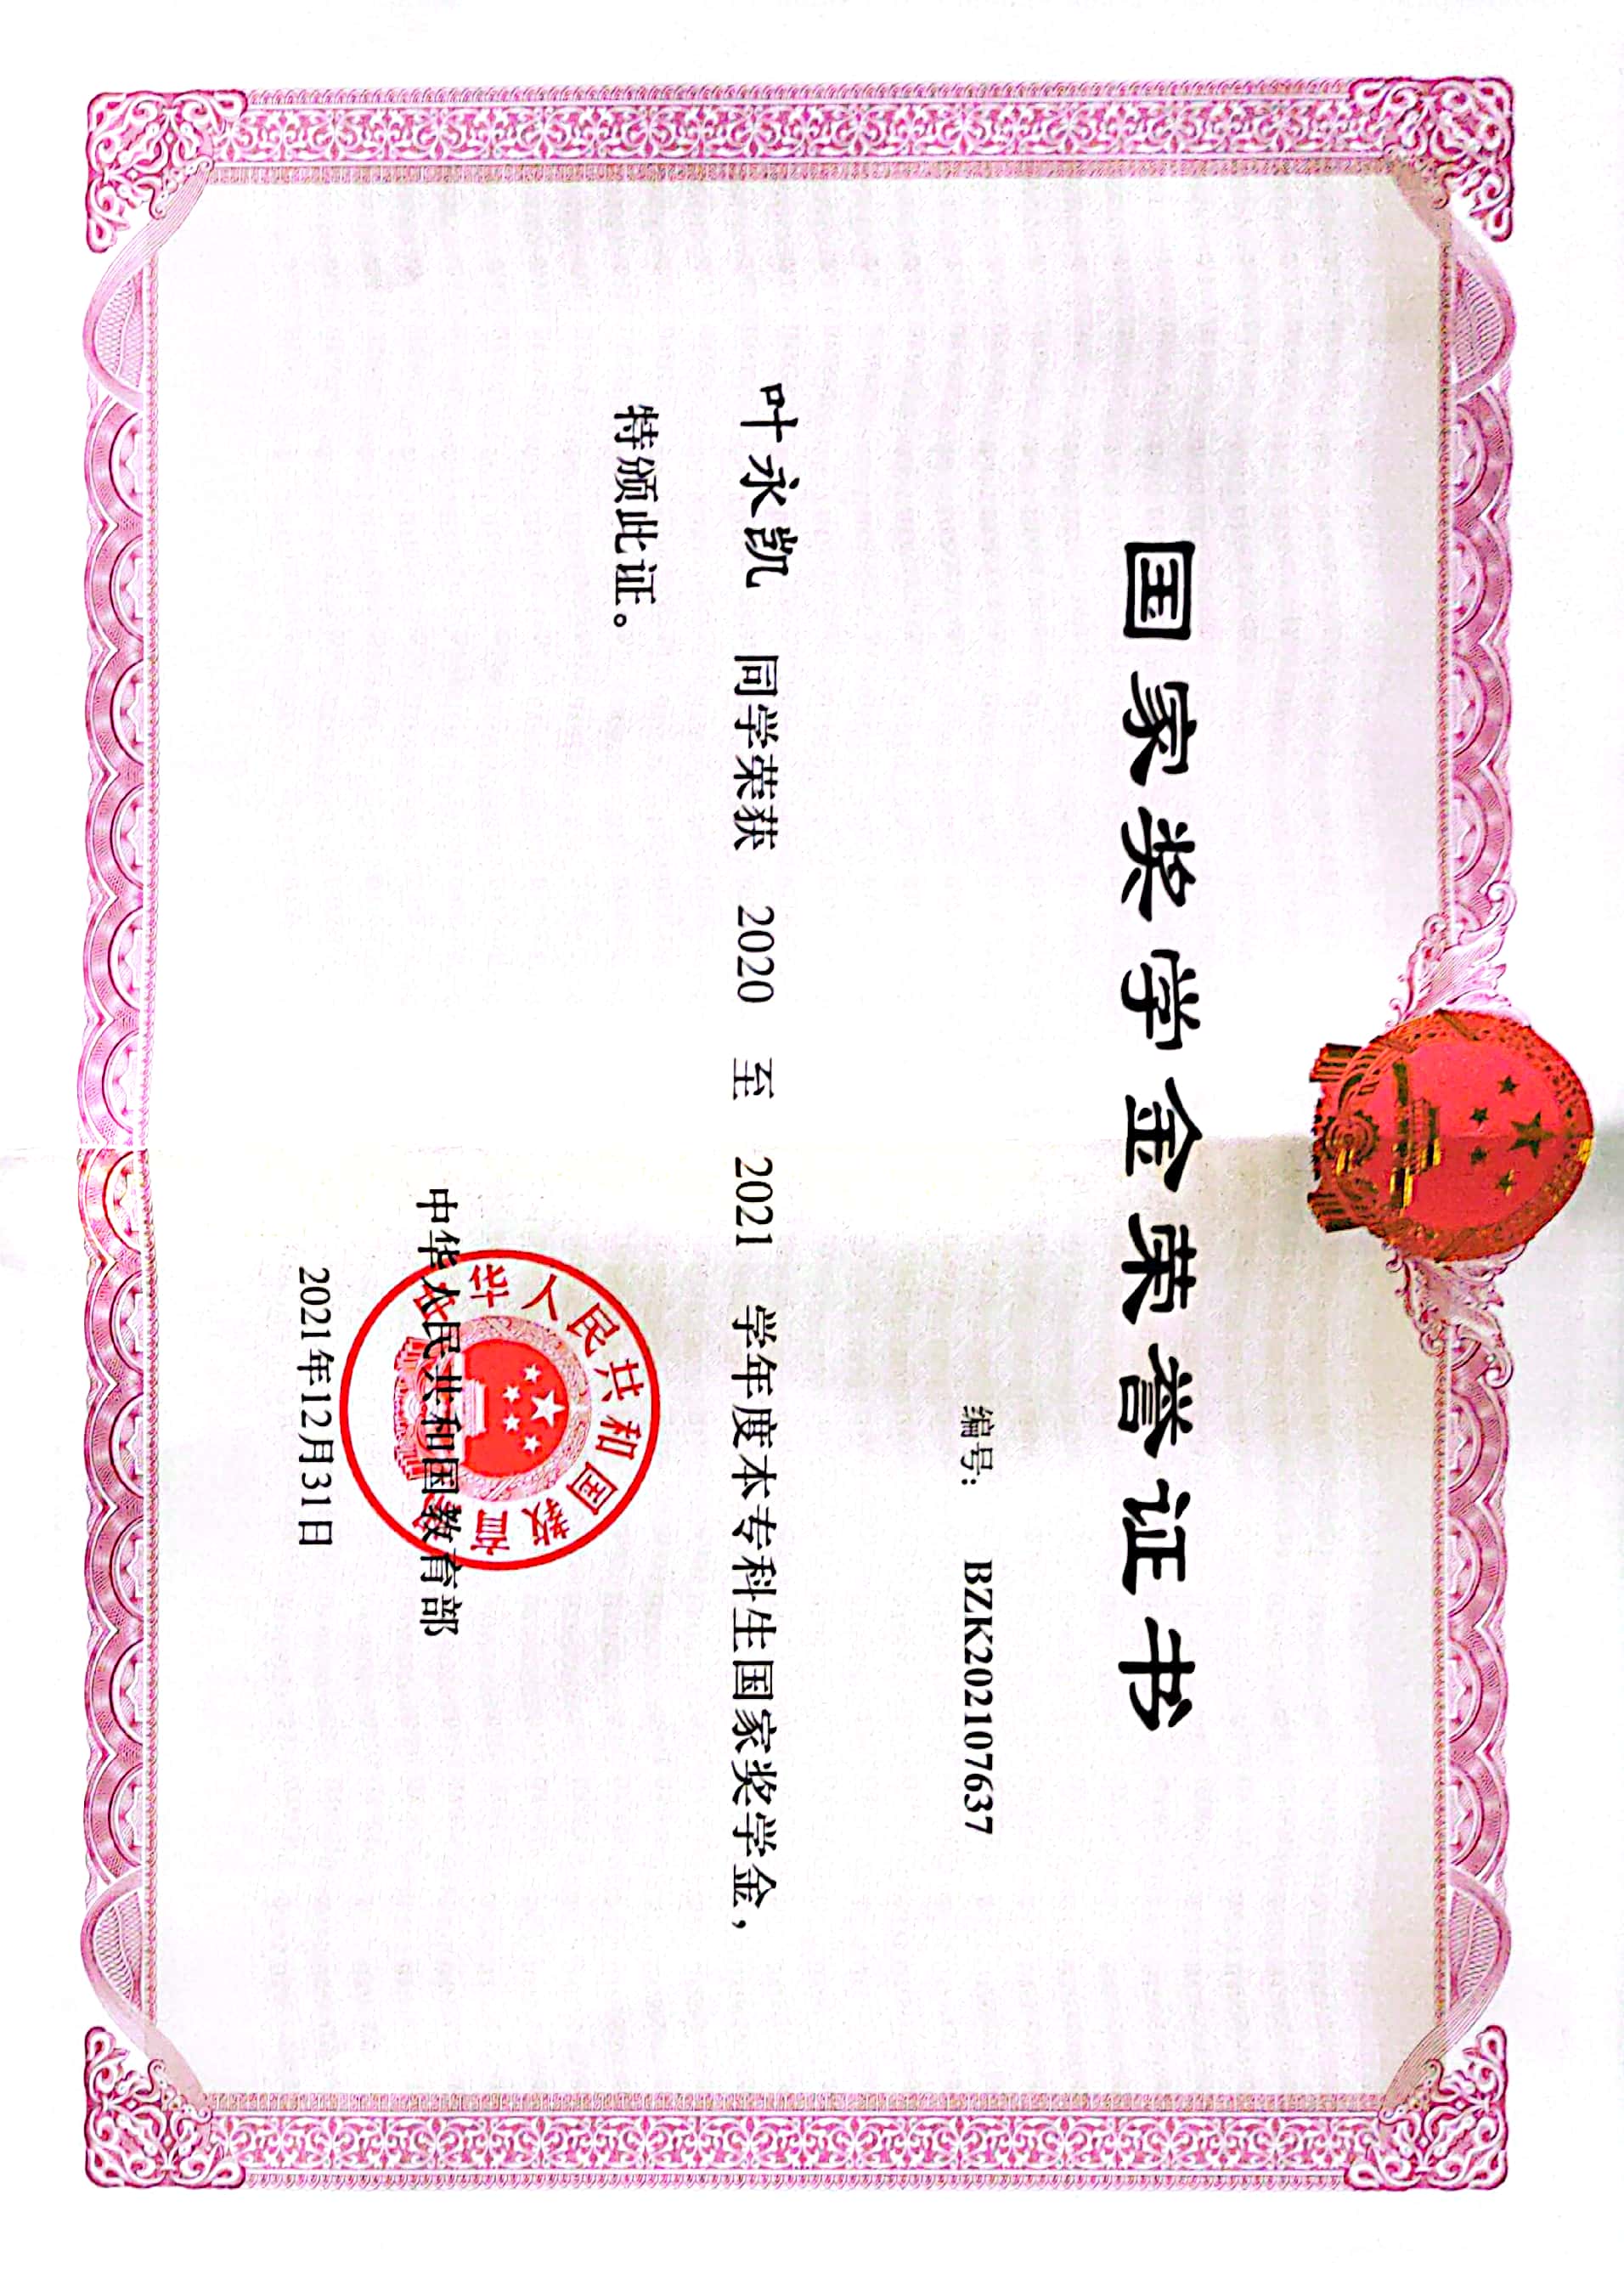 国家奖学金荣誉证书
编号： BZK202107637
叶永凯 同学荣获 2020 至 2021 学年度本专科生国家奖学金，
特颁此证。
中华人民共和国教育部
中华人民共和国教育部
2021年12月31日